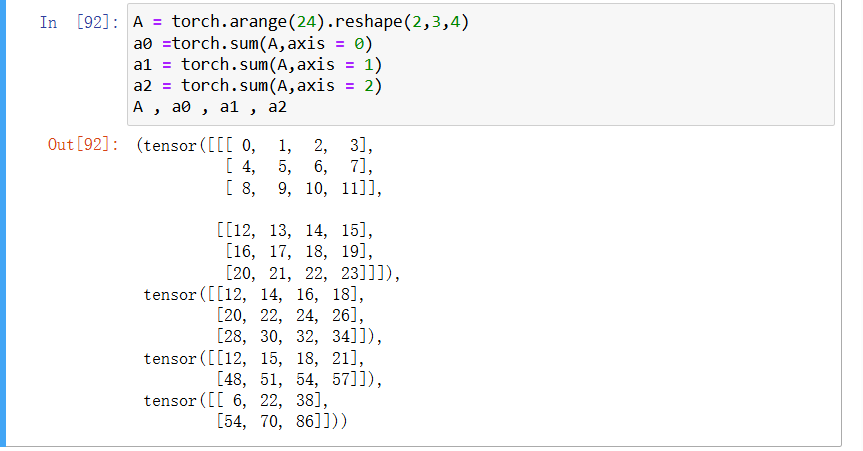 In [92]: A = torch.arange(24).reshape(2,3,4)
a0 =torch.sum(A,axis = 0)
a1 = torch.sum(A,axis = 1)
a2 = torch.sum(A,axis = 2)
A , a0 , a1 , a2
Out[92]: (tensor([[[ 0,  1,  2,  3],
[ 4,  5,  6,  7],
[ 8,  9, 10, 11]],
[[12, 13, 14, 15],
[16, 17, 18, 19],
[20, 21, 22, 23]]]),
tensor([[12, 14, 16, 18],
[20, 22, 24, 26],
[28, 30, 32, 34]]),
tensor([[12, 15, 18, 21],
[48, 51, 54, 57]]),
tensor([[ 6, 22, 38],
[54, 70, 86]]))